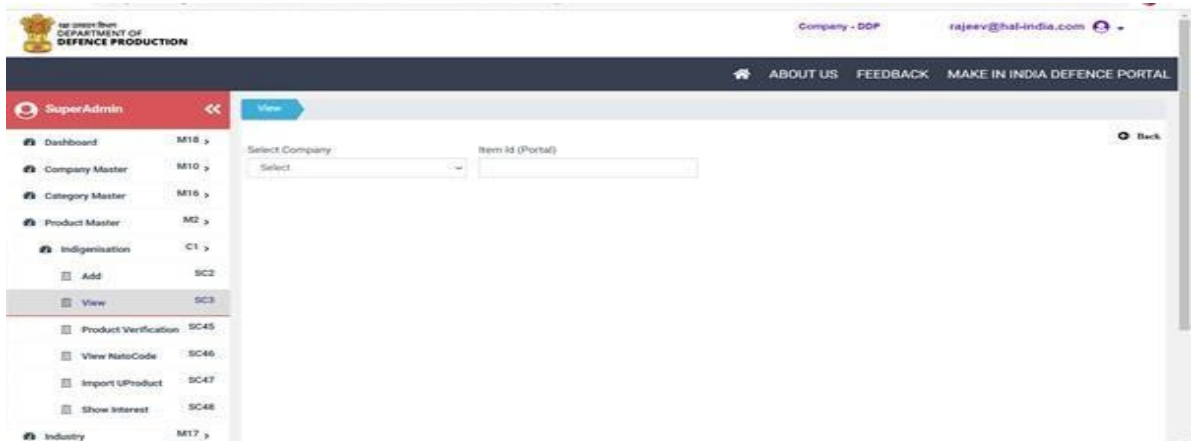 रक्षा उत्पादन विभाग
DEPARTMENT OF
DEFENCE PRODUCTION
Company - DDP
rajeev@hal-india.com
ABOUT US FEEDBACK MAKE IN INDIA DEFENCE PORTAL
SuperAdmin
View
Back
Dashboard M18
Select Company
Item Id (Portal)
Select
Company Master M10
Category Master M16
Product Master M2
Indigenisation C1
Add SC2
View SC3
Product Verification SC45
View NatoCode SC46
Import UProduct SC47
Show Interest SC48
Industry M17